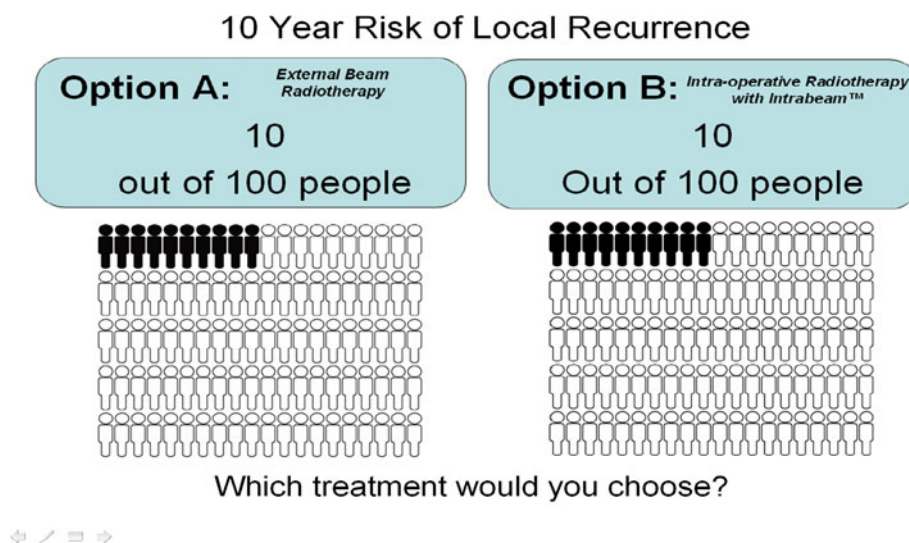 10 Year Risk of Local Recurrence
Option A: External Beam
Radiotherapy
10
out of 100 people
Option B: Intra-operative Radiotherapy
with Intrabeam™
10
Out of 100 people
Which treatment would you choose?